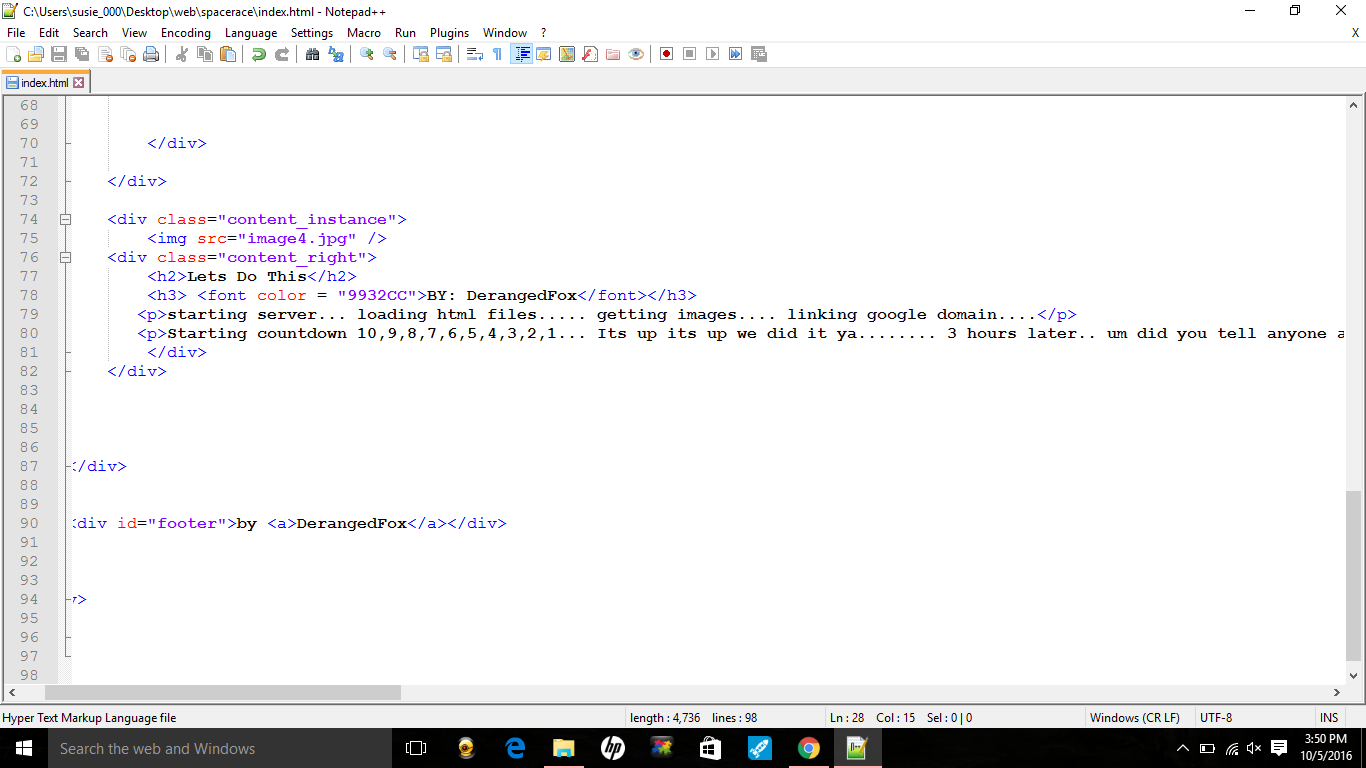 C:\Users\susie_000\Desktop\web\spacerace\index.html - Notepad++
File Edit Search View Encoding Language Settings Macro Run Plugins Window ? X
index.html
68
69
70 </div>
71
72 </div>
73
74 <div class="content_instance">
75 <img src="image4.jpg" />
76 <div class="content_right">
77 <h2>Lets Do This</h2>
78 <h3> <font color = "9932CC">BY: DerangedFox</font></h3>
79 <p>starting server... loading html files..... getting images.... linking google domain....</p>
80 <p>Starting countdown 10,9,8,7,6,5,4,3,2,1... Its up its up we did it ya........ 3 hours later.. um did you tell anyone a
81 </div>
82 </div>
83
84
85
86
87 </div>
88
89
90 <div id="footer">by <a>DerangedFox</a></div>
91
92
93
94 v>
95
96
97
98
Hyper Text Markup Language file length : 4,736 lines : 98 Ln : 28 Col : 15 Sel : 0 | 0 Windows (CR LF) UTF-8 INS
Search the web and Windows
3:50 PM
10/5/2016